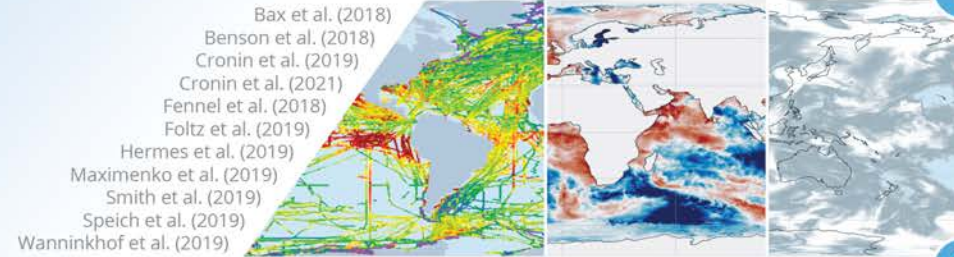 Bax et al. (2018)
Benson et al. (2018)
Cronin et al. (2019)
Cronin et al. (2021)
Fennel et al. (2018)
Foltz et al. (2019)
Hermes et al. (2019)
Maximenko et al. (2019)
Smith et al. (2019)
Speich et al. (2019)
Wanninkhof et al. (2019)